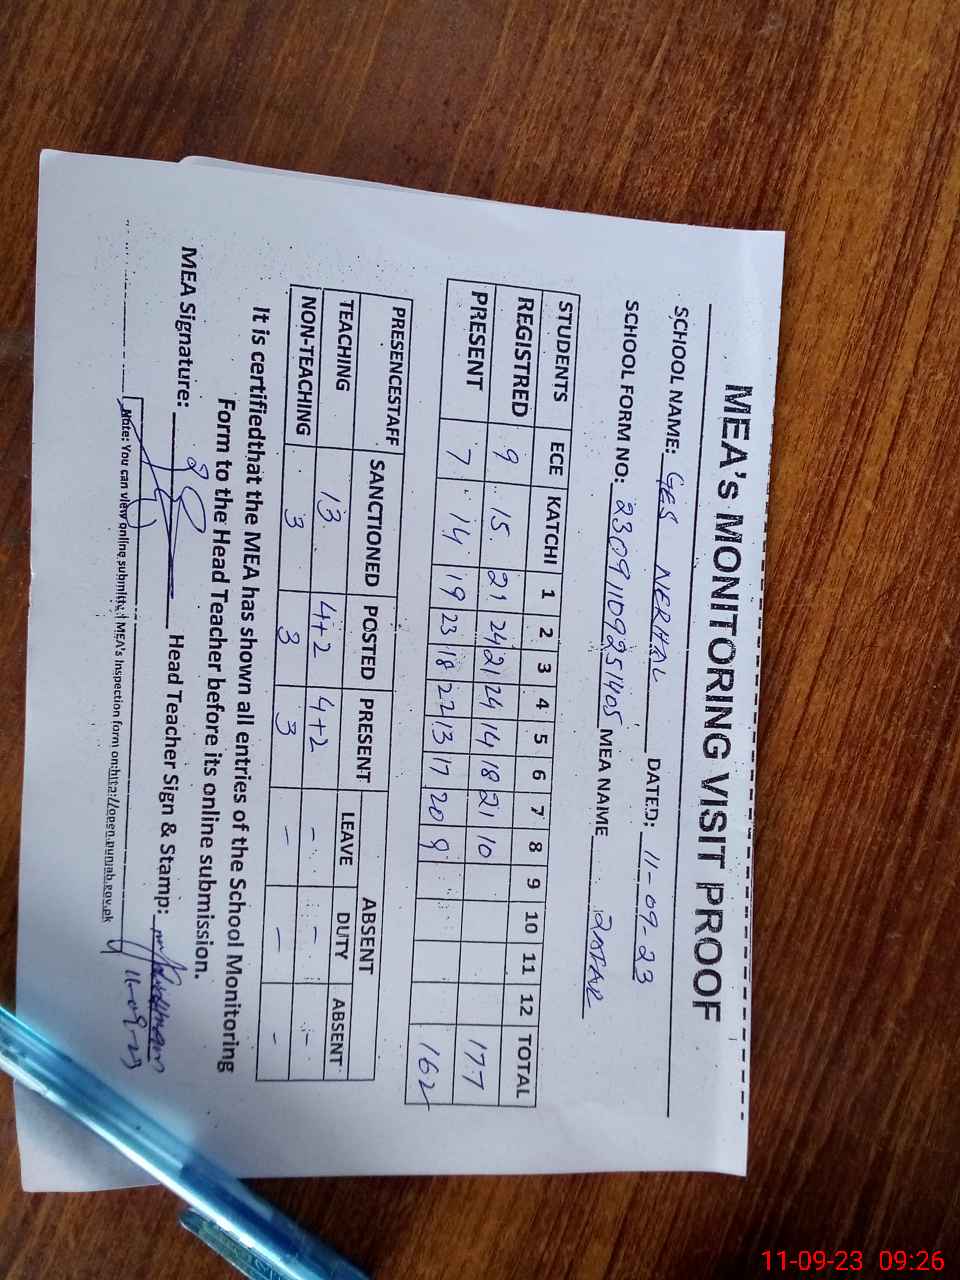 MEA's MONITORING VISIT PROOF
SCHOOL NAME: GES NERHAL DATED: 11-09-23
SCHOOL FORM NO: 23091109251405 MEA NAME ZAFAR
STUDENTS ECE KATCHI 1 2 3 4 5 6 7 8 9 10 11 12 TOTAL
REGISTRED 9 15 21 24 21 24 14 18 21 10 177
PRESENT 7 14 19 23 18 22 13 17 20 9 162
PRESENCESTAFF SANCTIONED POSTED PRESENT ABSENT
LEAVE DUTY ABSENT
TEACHING 13 4+2 4+2 - - -
NON-TEACHING 3 3 3 - - -
It is certifiedthat the MEA has shown all entries of the School Monitoring
Form to the Head Teacher before its online submission.
MEA Signature: Head Teacher Sign & Stamp:
11-09-23
Note: You can view online submitted MEA's Inspection form on:http://open.punjab.gov.pk
11-09-23 09:26